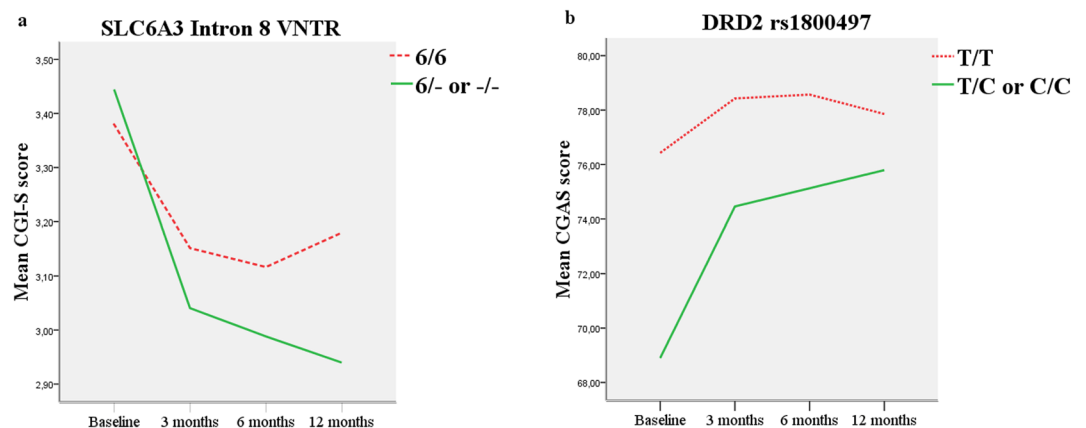 a
SLC6A3 Intron 8 VNTR
6/6
6/- or -/-
Mean CGI-S score
3,50
3,40
3,30
3,20
3,10
3,00
2,90
Baseline 3 months 6 months 12 months
b
DRD2 rs1800497
T/T
T/C or C/C
Mean CGAS score
80,00
78,00
76,00
74,00
72,00
70,00
68,00
Baseline 3 months 6 months 12 months